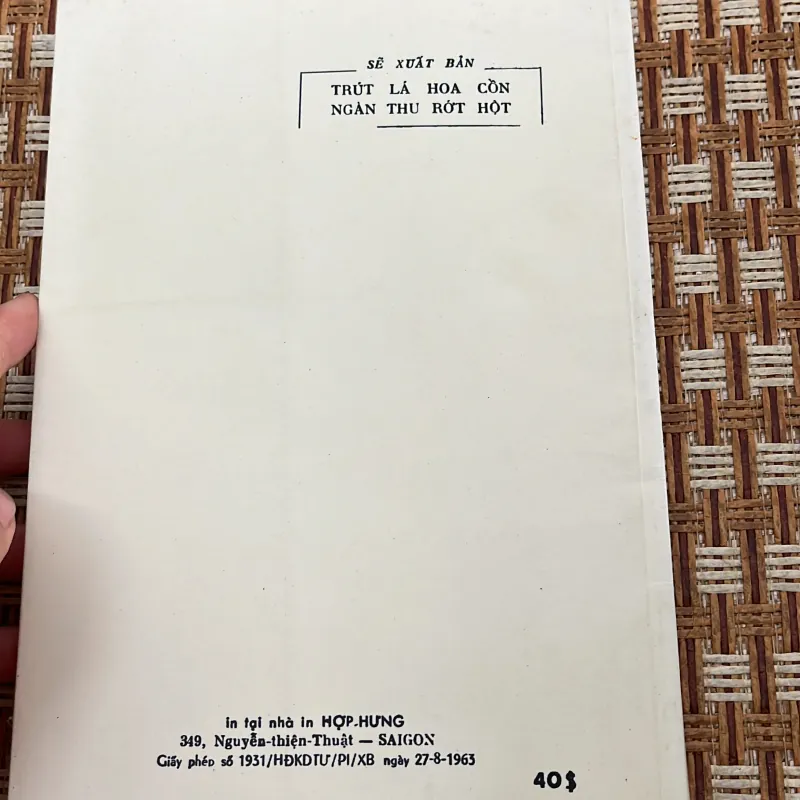 SẼ XUẤT BẢN
TRÚT LÁ HOA CỒN
NGÀN THU RỚT HỘT
in tại nhà in HỢP-HƯNG
349, Nguyễn-thiện-Thuật — SAIGON
Giấy phép số 1931/HĐKDTƯ/PI/XB ngày 27-8-1963
40$